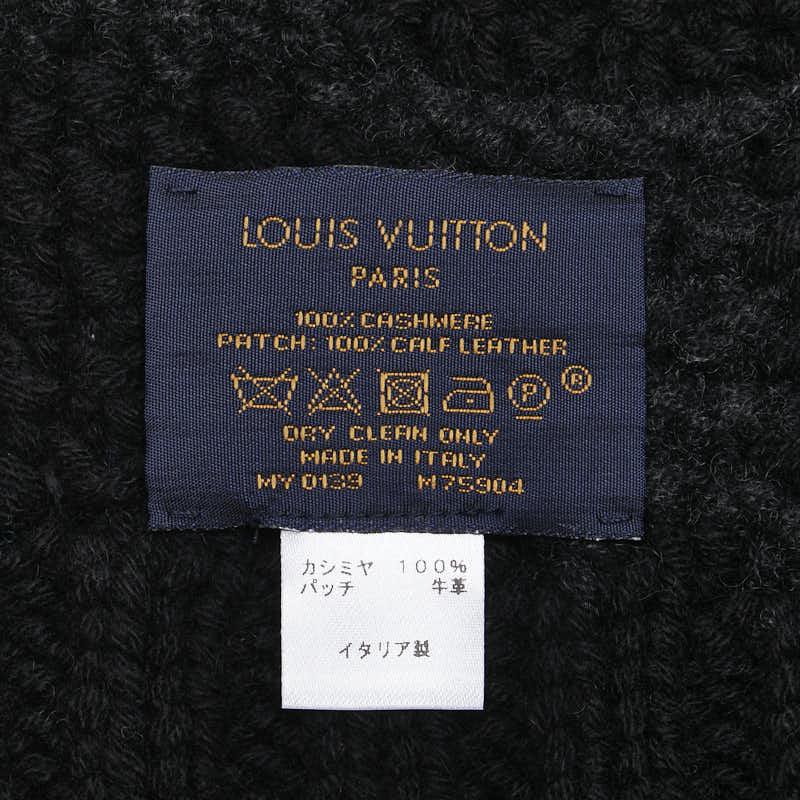 LOUIS VUITTON
PARIS
100% CASHMERE
PATCH: 100% CALF LEATHER
P ®
DRY CLEAN ONLY
MADE IN ITALY
MY 0139 M75904
カシミヤ 100%
パッチ 牛革
イタリア製